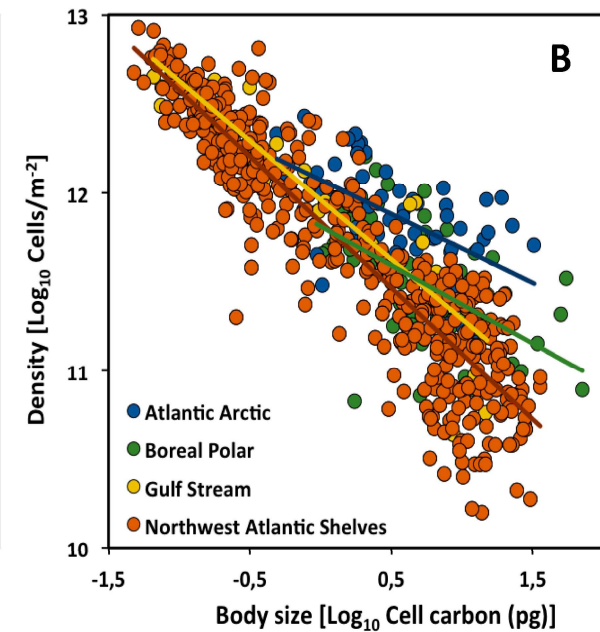 13
B
12
11
10
Density [Log10 Cells/m-2]
Atlantic Arctic
Boreal Polar
Gulf Stream
Northwest Atlantic Shelves
-1,5 -0,5 0,5 1,5
Body size [Log10 Cell carbon (pg)]